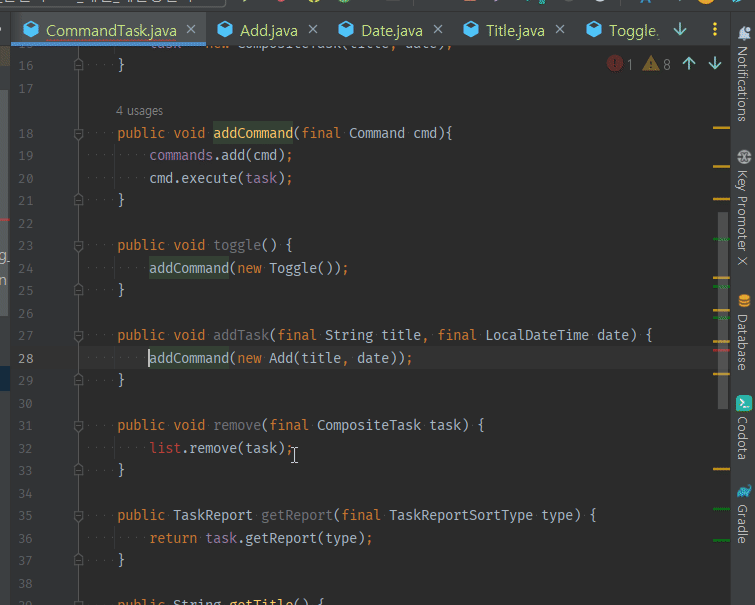 CommandTask.java
Add.java
Date.java
Title.java
Toggle.
16 }
1 8
17
4 usages
18 public void addCommand(final Command cmd){
19 commands.add(cmd);
20 cmd.execute(task);
21 }
22
23 public void toggle() {
24 addCommand(new Toggle());
25 }
26
27 public void addTask(final String title, final LocalDateTime date) {
28 addCommand(new Add(title, date));
29 }
30
31 public void remove(final CompositeTask task) {
32 list.remove(task);
33 }
34
35 public TaskReport getReport(final TaskReportSortType type) {
36 return task.getReport(type);
37 }
38
Notifications
Key Promoter X
Database
Codota
Gradle